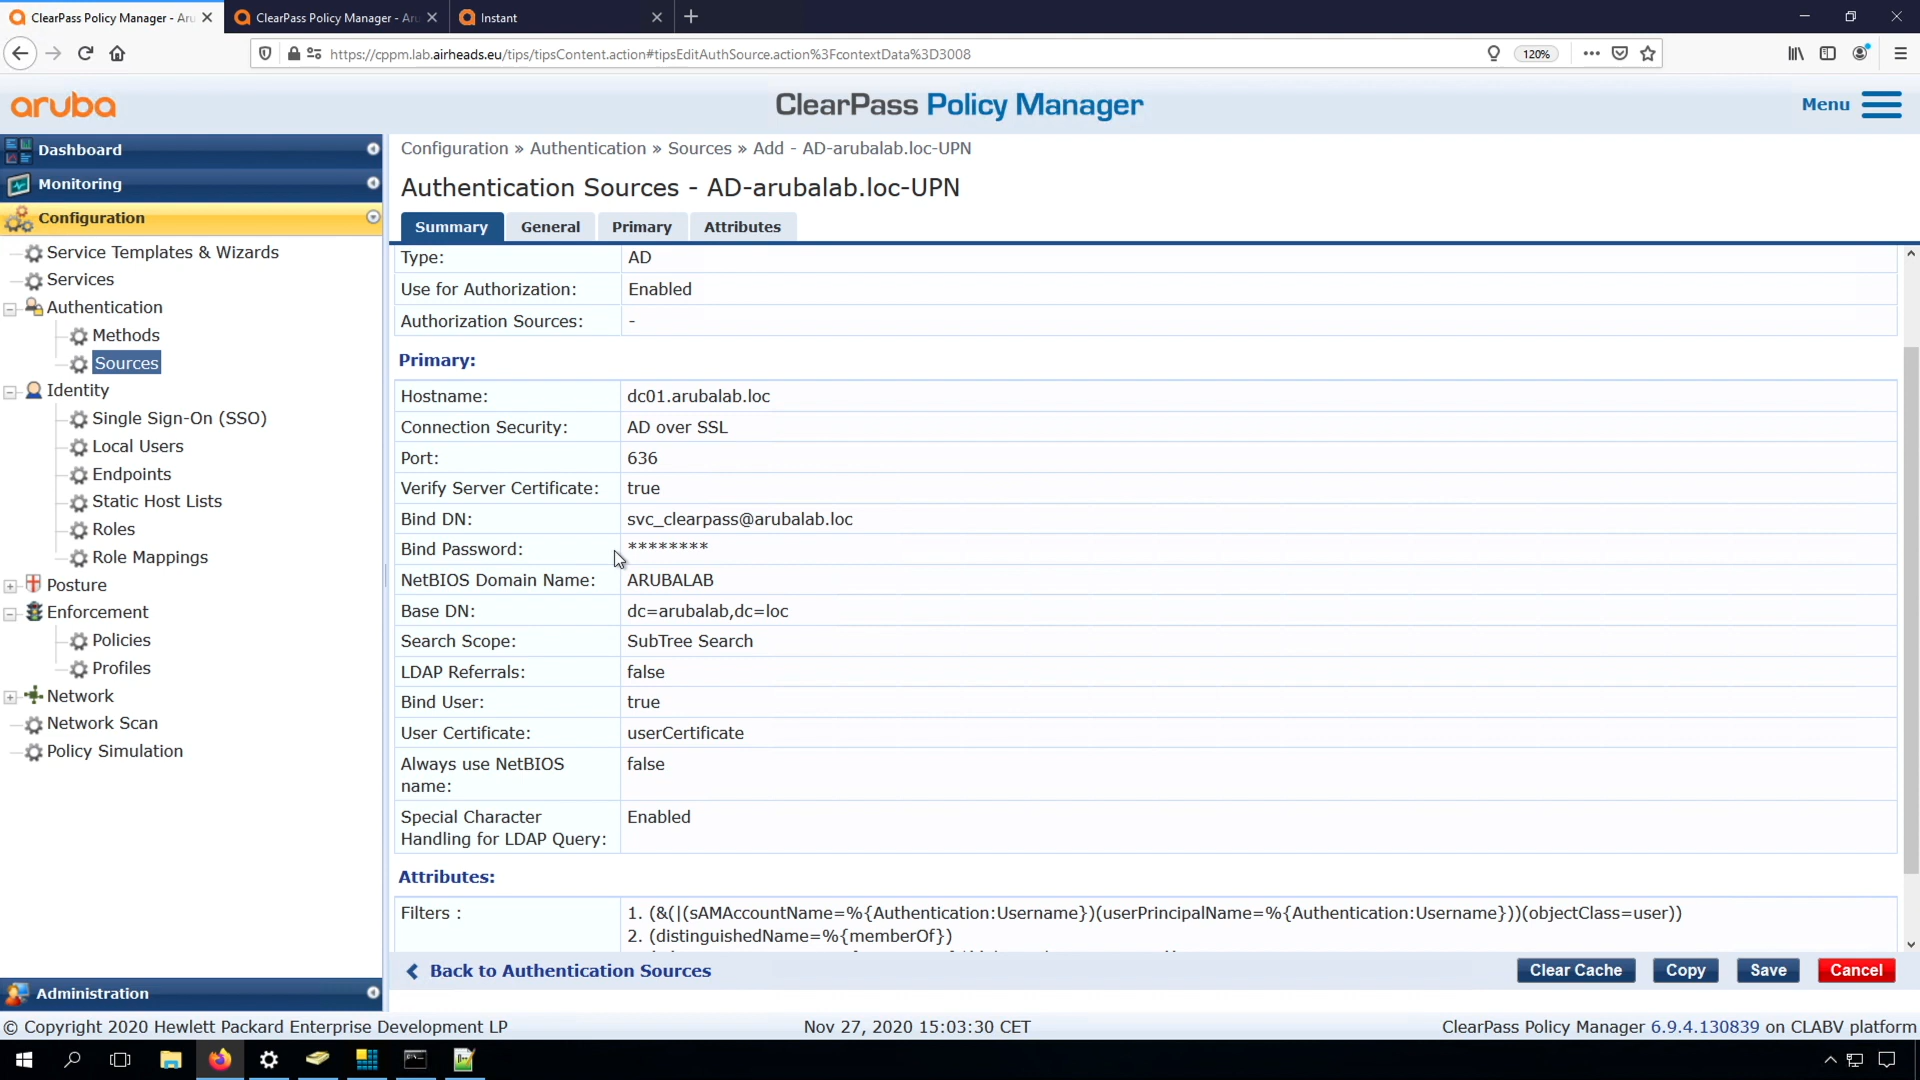 ClearPass Policy Manager - Aru
ClearPass Policy Manager - Aru
Instant
https://cppm.lab.airheads.eu/tips/tipsContent.action#tipsEditAuthSource.action%3FcontextData%3D3008
120%
aruba
ClearPass Policy Manager
Menu
Dashboard
Monitoring
Configuration
Service Templates & Wizards
Services
Authentication
Methods
Sources
Identity
Single Sign-On (SSO)
Local Users
Endpoints
Static Host Lists
Roles
Role Mappings
Posture
Enforcement
Policies
Profiles
Network
Network Scan
Policy Simulation
Administration
Configuration » Authentication » Sources » Add - AD-arubalab.loc-UPN
Authentication Sources - AD-arubalab.loc-UPN
Summary General Primary Attributes
Type: AD
Use for Authorization: Enabled
Authorization Sources: -
Primary:
Hostname: dc01.arubalab.loc
Connection Security: AD over SSL
Port: 636
Verify Server Certificate: true
Bind DN: svc_clearpass@arubalab.loc
Bind Password: ********
NetBIOS Domain Name: ARUBALAB
Base DN: dc=arubalab,dc=loc
Search Scope: SubTree Search
LDAP Referrals: false
Bind User: true
User Certificate: userCertificate
Always use NetBIOS name: false
Special Character Handling for LDAP Query: Enabled
Attributes:
Filters : 1. (&(|(sAMAccountName=%{Authentication:Username})(userPrincipalName=%{Authentication:Username}))(objectClass=user))
2. (distinguishedName=%{memberOf})
Back to Authentication Sources
Clear Cache Copy Save Cancel
© Copyright 2020 Hewlett Packard Enterprise Development LP
Nov 27, 2020 15:03:30 CET
ClearPass Policy Manager 6.9.4.130839 on CLABV platform